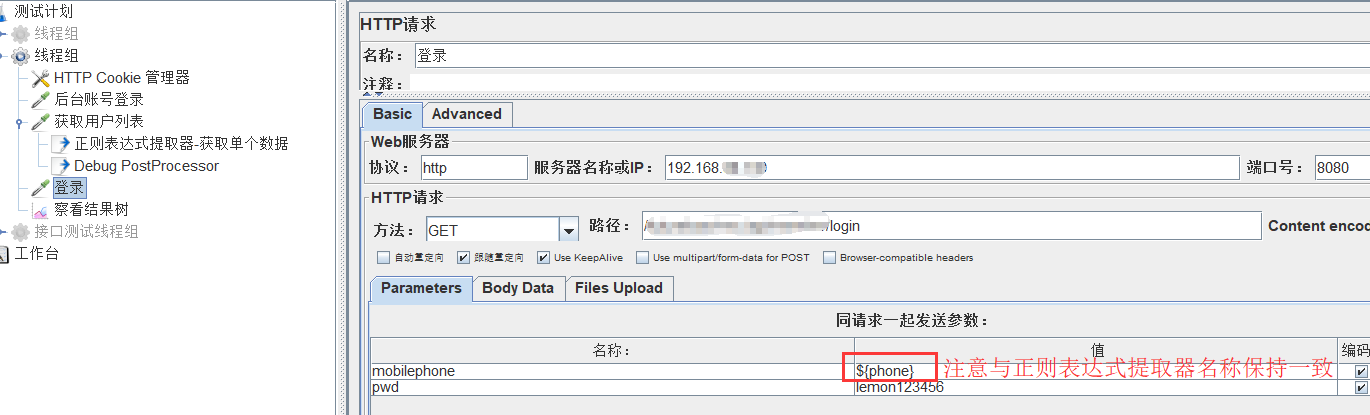 测试计划
线程组
线程组
HTTP Cookie 管理器
后台账号登录
获取用户列表
正则表达式提取器-获取单个数据
Debug PostProcessor
登录
察看结果树
接口测试线程组
工作台
HTTP请求
名称： 登录
注释：
Basic Advanced
Web服务器
协议： http 服务器名称或IP： 192.168. 端口号： 8080
HTTP请求
方法： GET 路径： /login Content encod
自动重定向 跟随重定向 Use KeepAlive Use multipart/form-data for POST Browser-compatible headers
Parameters Body Data Files Upload
同请求一起发送参数：
名称： 值 编码
mobilephone ${phone} 注意与正则表达式提取器名称保持一致
pwd lemon123456